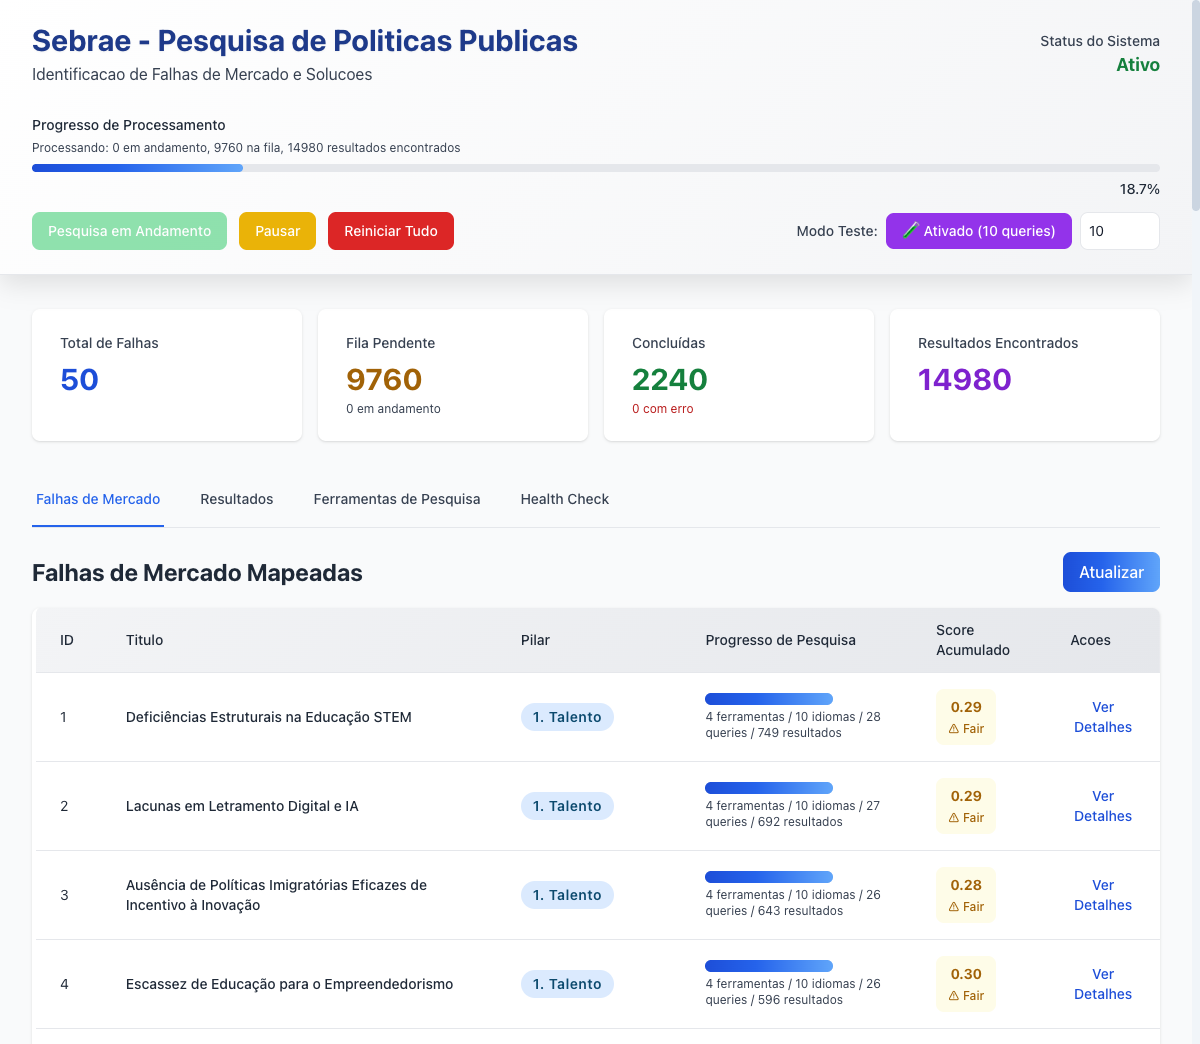 Sebrae - Pesquisa de Politicas Publicas
Identificacao de Falhas de Mercado e Solucoes
Status do Sistema
Ativo
Progresso de Processamento
Processando: 0 em andamento, 9760 na fila, 14980 resultados encontrados
18.7%
Pesquisa em Andamento
Pausar
Reiniciar Tudo
Modo Teste:
Ativado (10 queries)
10
Total de Falhas
50
Fila Pendente
9760
0 em andamento
Concluídas
2240
0 com erro
Resultados Encontrados
14980
Falhas de Mercado
Resultados
Ferramentas de Pesquisa
Health Check
Falhas de Mercado Mapeadas
Atualizar
ID
Titulo
Pilar
Progresso de Pesquisa
Score
Acumulado
Acoes
1
Deficiências Estruturais na Educação STEM
1. Talento
4 ferramentas / 10 idiomas / 28
queries / 749 resultados
0.29
⚠ Fair
Ver
Detalhes
2
Lacunas em Letramento Digital e IA
1. Talento
4 ferramentas / 10 idiomas / 27
queries / 692 resultados
0.29
⚠ Fair
Ver
Detalhes
3
Ausência de Políticas Imigratórias Eficazes de
Incentivo à Inovação
1. Talento
4 ferramentas / 10 idiomas / 26
queries / 643 resultados
0.28
⚠ Fair
Ver
Detalhes
4
Escassez de Educação para o Empreendedorismo
1. Talento
4 ferramentas / 10 idiomas / 26
queries / 596 resultados
0.30
⚠ Fair
Ver
Detalhes